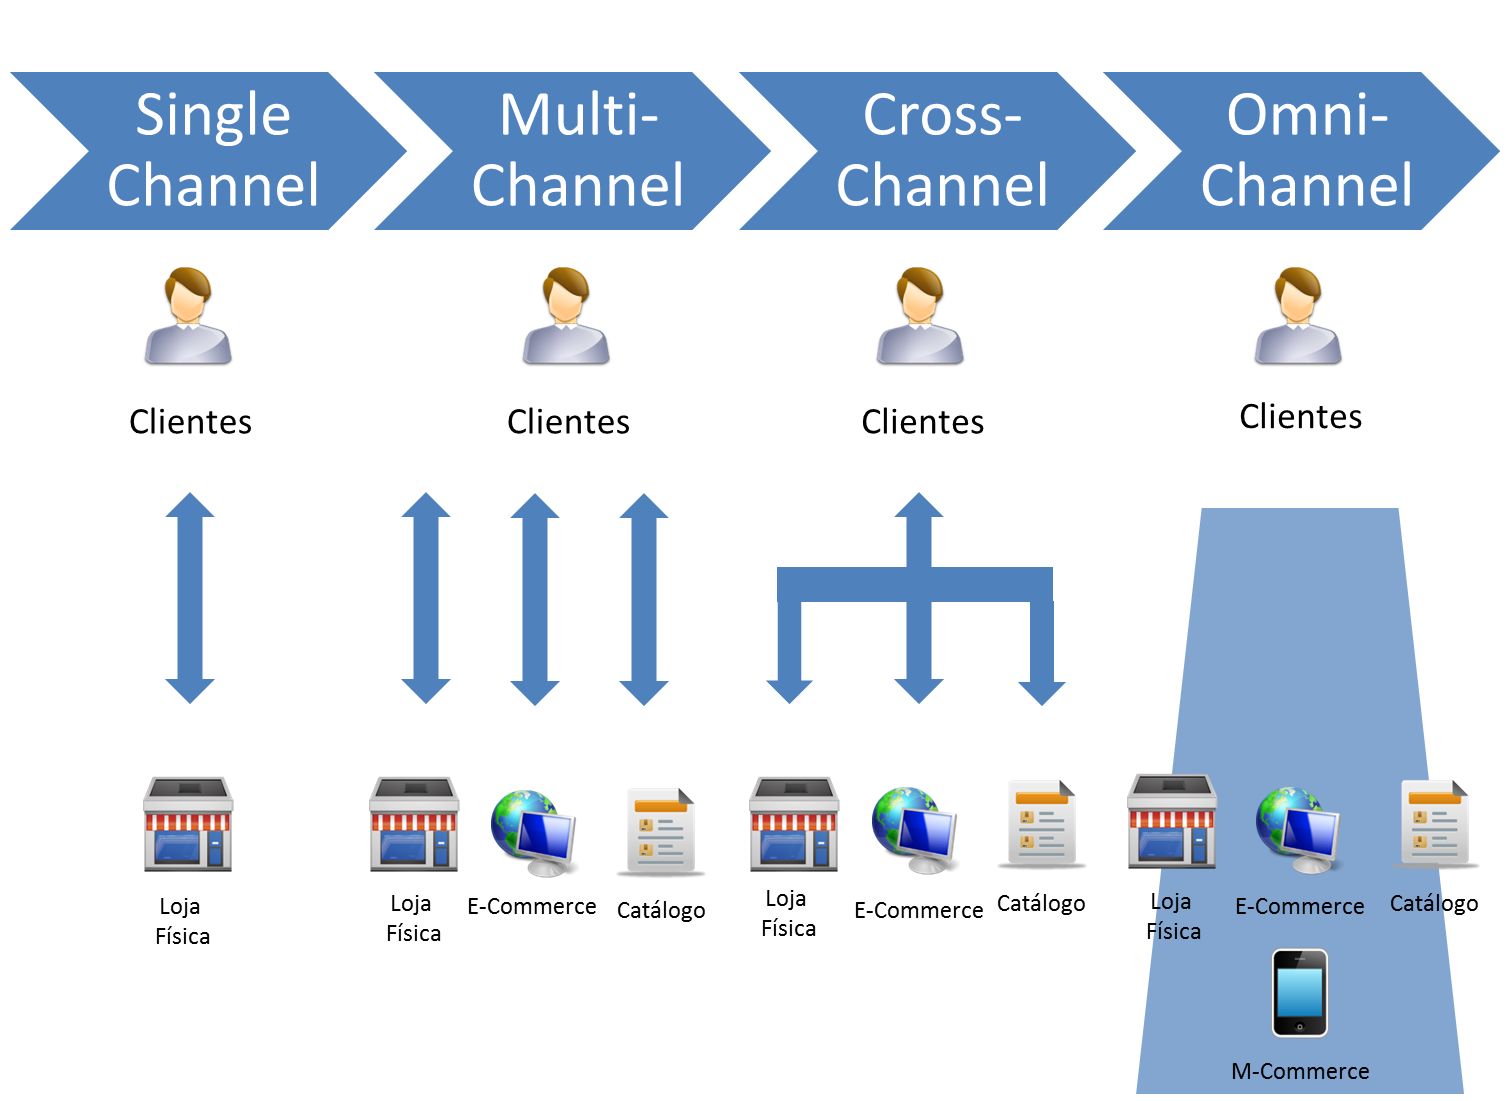 Single
Channel
Multi-
Channel
Cross-
Channel
Omni-
Channel
Clientes
Clientes
Clientes
Clientes
Loja
Física
Loja
Física
E-Commerce
Catálogo
Loja
Física
E-Commerce
Catálogo
Loja
Física
E-Commerce
Catálogo
M-Commerce